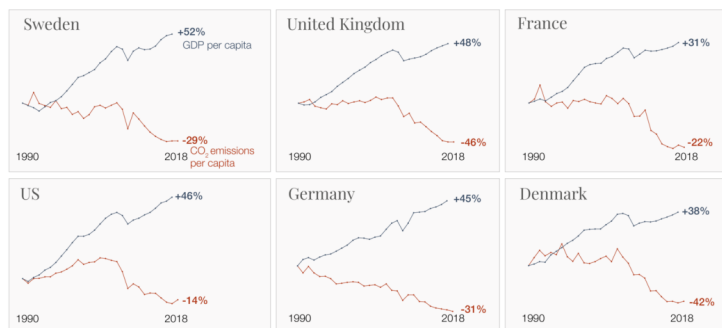 Sweden
+52%
GDP per capita
-29%
CO₂ emissions
per capita
1990
2018
United Kingdom
+48%
-46%
1990
2018
France
+31%
-22%
1990
2018
US
+46%
-14%
1990
2018
Germany
+45%
-31%
1990
2018
Denmark
+38%
-42%
1990
2018